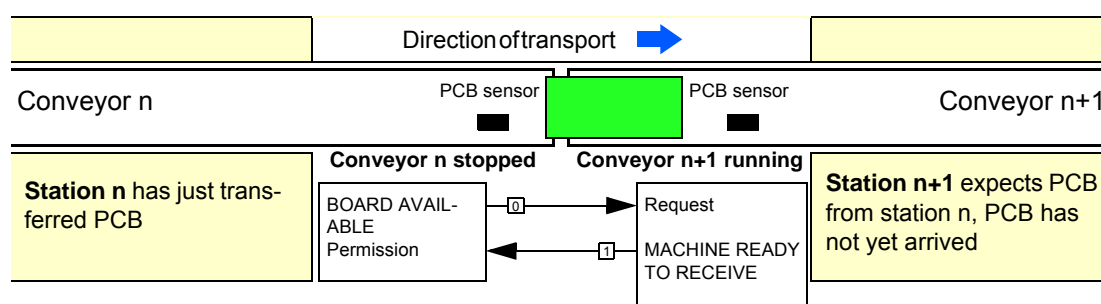 Direction of transport
Conveyor n
PCB sensor
PCB sensor
Conveyor n+1
Conveyor n stopped
Conveyor n+1 running
Station n has just trans-
ferred PCB
BOARD AVAIL-
ABLE
Permission
0
1
Request
MACHINE READY
TO RECEIVE
Station n+1 expects PCB
from station n, PCB has
not yet arrived